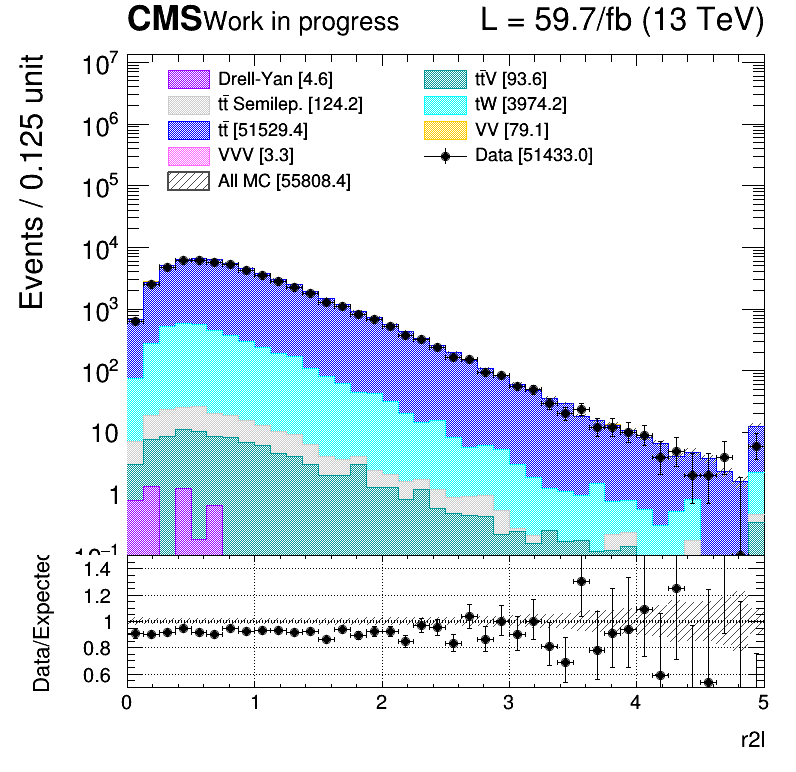 CMS Work in progress L = 59.7/fb (13 TeV)
Events / 0.125 unit
10⁷
10⁶
10⁵
10⁴
10³
10²
10
1
10⁻¹
Drell-Yan [4.6]
tt̄ Semilep. [124.2]
tt̄ [51529.4]
VVV [3.3]
All MC [55808.4]
tt̄V [93.6]
tW [3974.2]
VV [79.1]
Data [51433.0]
Data/Expected
1.4
1.2
1
0.8
0.6
0 1 2 3 4 5
r2l